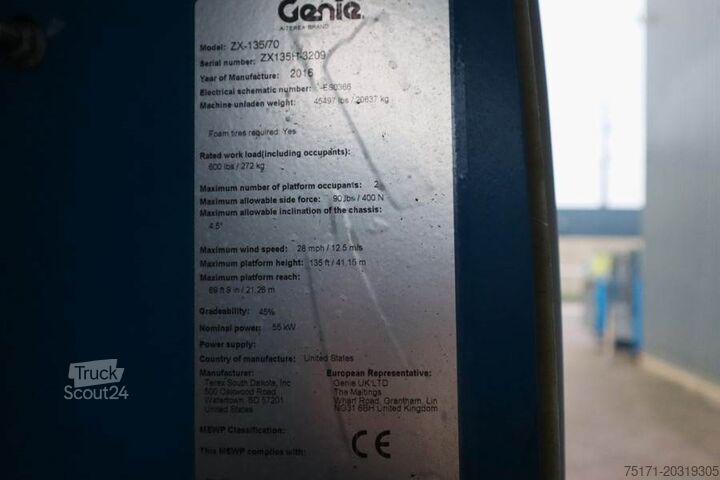 Genie
A TEREX BRAND
Model: ZX-135/70
Serial number: ZX135H-3209
Year of Manufacture: 2016
Electrical schematic number: ES0366
Machine unladen weight: 45497 lbs / 20637 kg
Foam tires required: Yes
Rated work load(including occupants):
600 lbs / 272 kg
Maximum number of platform occupants: 2
Maximum allowable side force: 90 lbs / 400 N
Maximum allowable inclination of the chassis:
4.5°
Maximum wind speed: 28 mph / 12.5 m/s
Maximum platform height: 135 ft / 41.15 m
Maximum platform reach:
69 ft 9 in / 21.26 m
Gradeability: 45%
Nominal power: 55 kW
Power supply:
Country of manufacture: United States
Manufacturer: European Representative:
Terex South Dakota, Inc Genie UK LTD
500 Oakwood Road The Maltings
Watertown, SD 57201 Wharf Road, Grantham, Lin
United States NG31 6BH United Kingdom
MEWP Classification:
This MEWP complies with:
CE
Truck
Scout24
75171-20319305